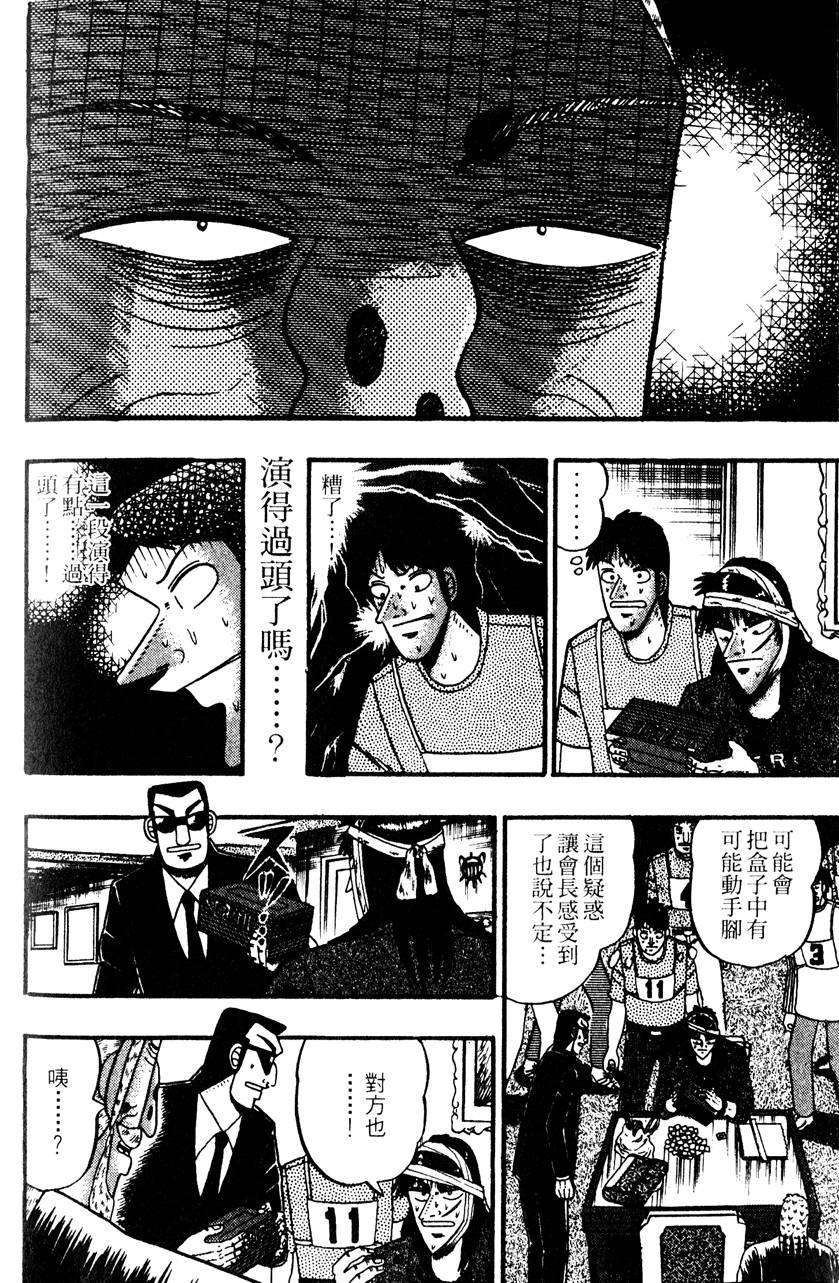 ………
糟了…！
演得過頭了嗎……？
這一段演得
有點……過
頭了……！
可能會
把盒子中有
可能動手腳
這個疑惑
讓會長感受到
了也說不定…
11
3
對方也
……！
咦……？
11